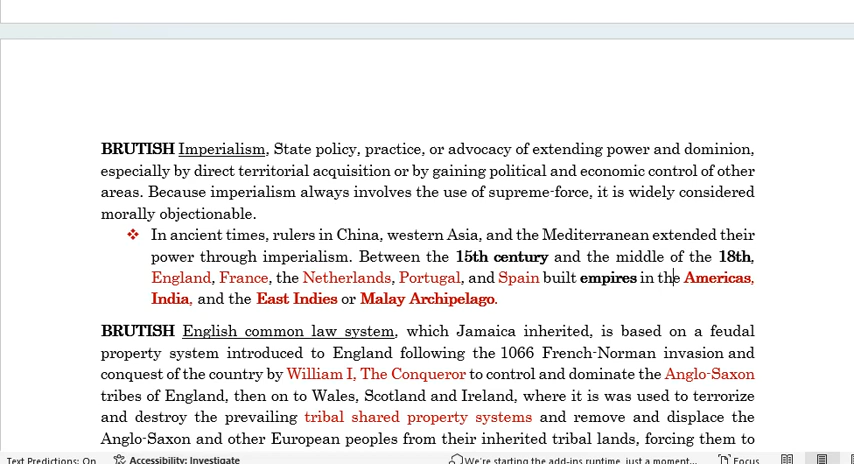 BRUTISH Imperialism, State policy, practice, or advocacy of extending power and dominion,
especially by direct territorial acquisition or by gaining political and economic control of other
areas. Because imperialism always involves the use of supreme-force, it is widely considered
morally objectionable.
❖ In ancient times, rulers in China, western Asia, and the Mediterranean extended their
power through imperialism. Between the 15th century and the middle of the 18th,
England, France, the Netherlands, Portugal, and Spain built empires in the Americas,
India, and the East Indies or Malay Archipelago.
BRUTISH English common law system, which Jamaica inherited, is based on a feudal
property system introduced to England following the 1066 French-Norman invasion and
conquest of the country by William I, The Conqueror to control and dominate the Anglo-Saxon
tribes of England, then on to Wales, Scotland and Ireland, where it is was used to terrorize
and destroy the prevailing tribal shared property systems and remove and displace the
Anglo-Saxon and other European peoples from their inherited tribal lands, forcing them to
Text Predictions: On Accessibility: Investigate We're starting the add-ins runtime, just a moment... Focus